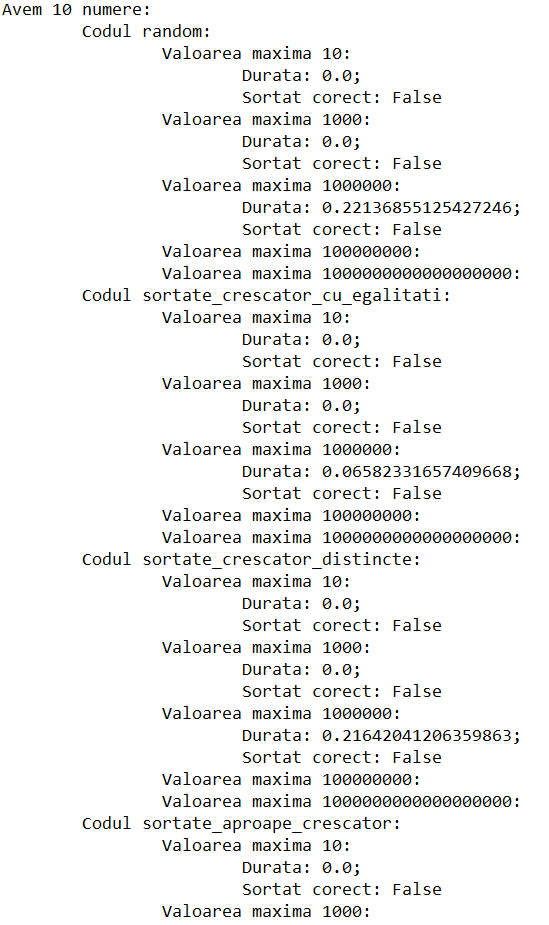 Avem 10 numere:
Codul random:
Valoarea maxima 10:
Durata: 0.0;
Sortat corect: False
Valoarea maxima 1000:
Durata: 0.0;
Sortat corect: False
Valoarea maxima 1000000:
Durata: 0.22136855125427246;
Sortat corect: False
Valoarea maxima 100000000:
Valoarea maxima 1000000000000000000:
Codul sortate_crescator_cu_egalitati:
Valoarea maxima 10:
Durata: 0.0;
Sortat corect: False
Valoarea maxima 1000:
Durata: 0.0;
Sortat corect: False
Valoarea maxima 1000000:
Durata: 0.06582331657409668;
Sortat corect: False
Valoarea maxima 100000000:
Valoarea maxima 1000000000000000000:
Codul sortate_crescator_distincte:
Valoarea maxima 10:
Durata: 0.0;
Sortat corect: False
Valoarea maxima 1000:
Durata: 0.0;
Sortat corect: False
Valoarea maxima 1000000:
Durata: 0.21642041206359863;
Sortat corect: False
Valoarea maxima 100000000:
Valoarea maxima 1000000000000000000:
Codul sortate_aproape_crescator:
Valoarea maxima 10:
Durata: 0.0;
Sortat corect: False
Valoarea maxima 1000: